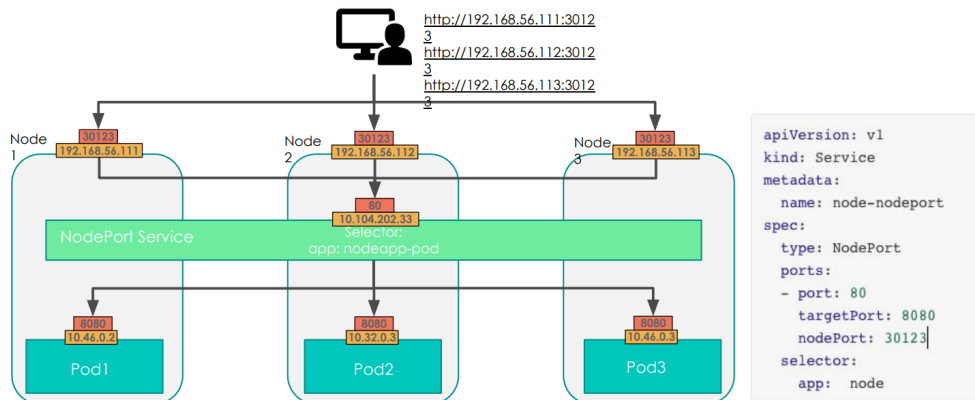 http://192.168.56.111:3012
3
http://192.168.56.112:3012
3
http://192.168.56.113:3012
3
Node
1
30123
192.168.56.111
Node
2
30123
192.168.56.112
Node
3
30123
192.168.56.113
80
10.104.202.33
NodePort Service
Selector:
app: nodeapp-pod
8080
10.46.0.2
Pod1
8080
10.32.0.3
Pod2
8080
10.46.0.3
Pod3
apiVersion: v1
kind: Service
metadata:
  name: node-nodeport
spec:
  type: NodePort
  ports:
  - port: 80
    targetPort: 8080
    nodePort: 30123
  selector:
    app:  node